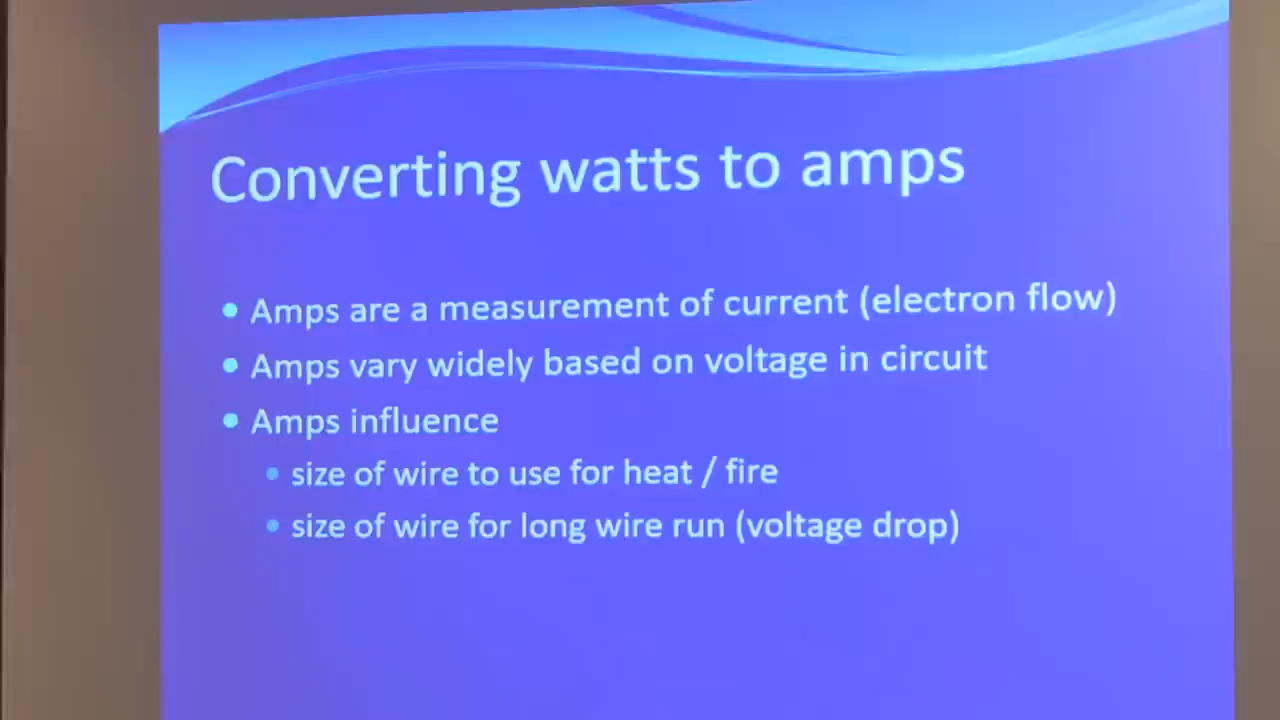 Converting watts to amps
• Amps are a measurement of current (electron flow)
• Amps vary widely based on voltage in circuit
• Amps influence
• size of wire to use for heat / fire
• size of wire for long wire run (voltage drop)